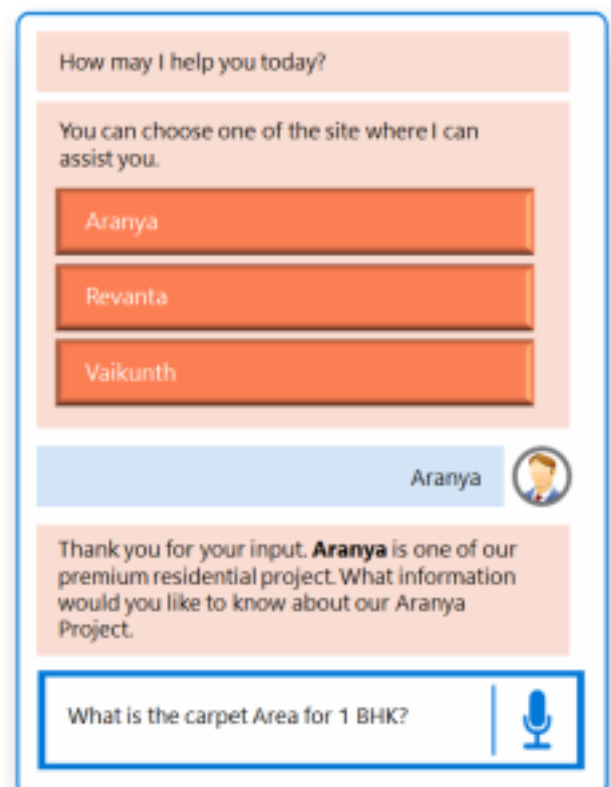 How may I help you today?
You can choose one of the site where I can
assist you.
Aranya
Revanta
Vaikunth
Aranya
Thank you for your input. Aranya is one of our
premium residential project. What information
would you like to know about our Aranya
Project.
What is the carpet Area for 1 BHK?